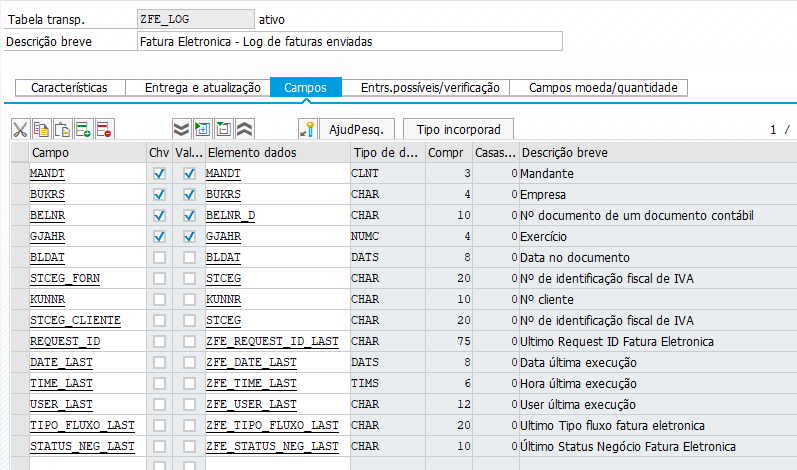 Tabela transp. ZFE_LOG ativo
Descrição breve Fatura Eletronica - Log de faturas enviadas
Características Entrega e atualização Campos Entrs.possíveis/verificação Campos moeda/quantidade
AjudPesq. Tipo incorporad 1 /
Campo Chv Val... Elemento dados Tipo de d... Compr Casas... Descrição breve
MANDT MANDT CLNT 3 0 Mandante
BUKRS BUKRS CHAR 4 0 Empresa
BELNR BELNR_D CHAR 10 0 Nº documento de um documento contábil
GJAHR GJAHR NUMC 4 0 Exercício
BLDAT BLDAT DATS 8 0 Data no documento
STCEG_FORN STCEG CHAR 20 0 Nº de identificação fiscal de IVA
KUNNR KUNNR CHAR 10 0 Nº cliente
STCEG_CLIENTE STCEG CHAR 20 0 Nº de identificação fiscal de IVA
REQUEST_ID ZFE_REQUEST_ID_LAST CHAR 75 0 Ultimo Request ID Fatura Eletronica
DATE_LAST ZFE_DATE_LAST DATS 8 0 Data última execução
TIME_LAST ZFE_TIME_LAST TIMS 6 0 Hora última execução
USER_LAST ZFE_USER_LAST CHAR 12 0 User última execução
TIPO_FLUXO_LAST ZFE_TIPO_FLUXO_LAST CHAR 20 0 Ultimo Tipo fluxo fatura eletronica
STATUS_NEG_LAST ZFE_STATUS_NEG_LAST CHAR 10 0 Último Status Negócio Fatura Eletronica